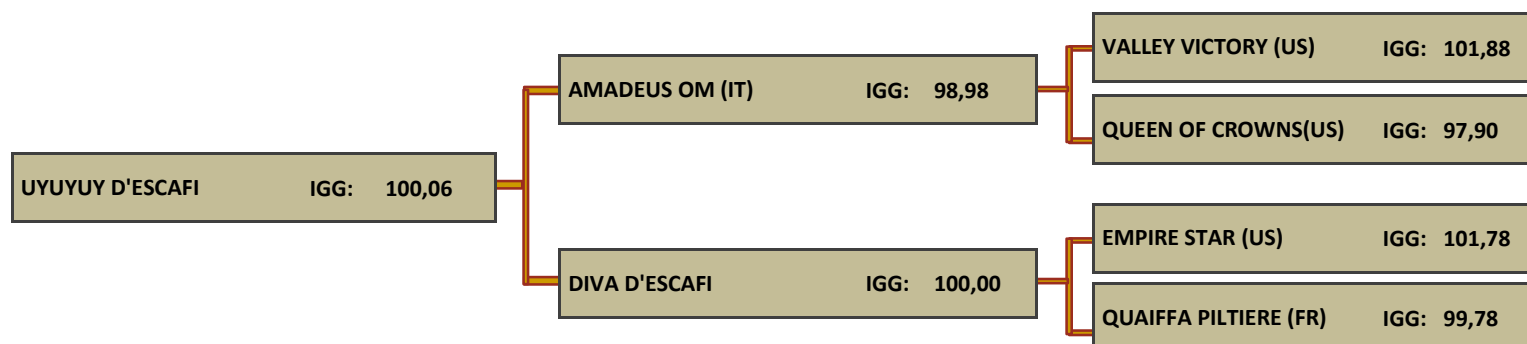 VALLEY VICTORY (US) IGG: 101,88
AMADEUS OM (IT) IGG: 98,98
QUEEN OF CROWNS(US) IGG: 97,90
UYUYUY D'ESCAFI IGG: 100,06
EMPIRE STAR (US) IGG: 101,78
DIVA D'ESCAFI IGG: 100,00
QUAIFFA PILTIERE (FR) IGG: 99,78